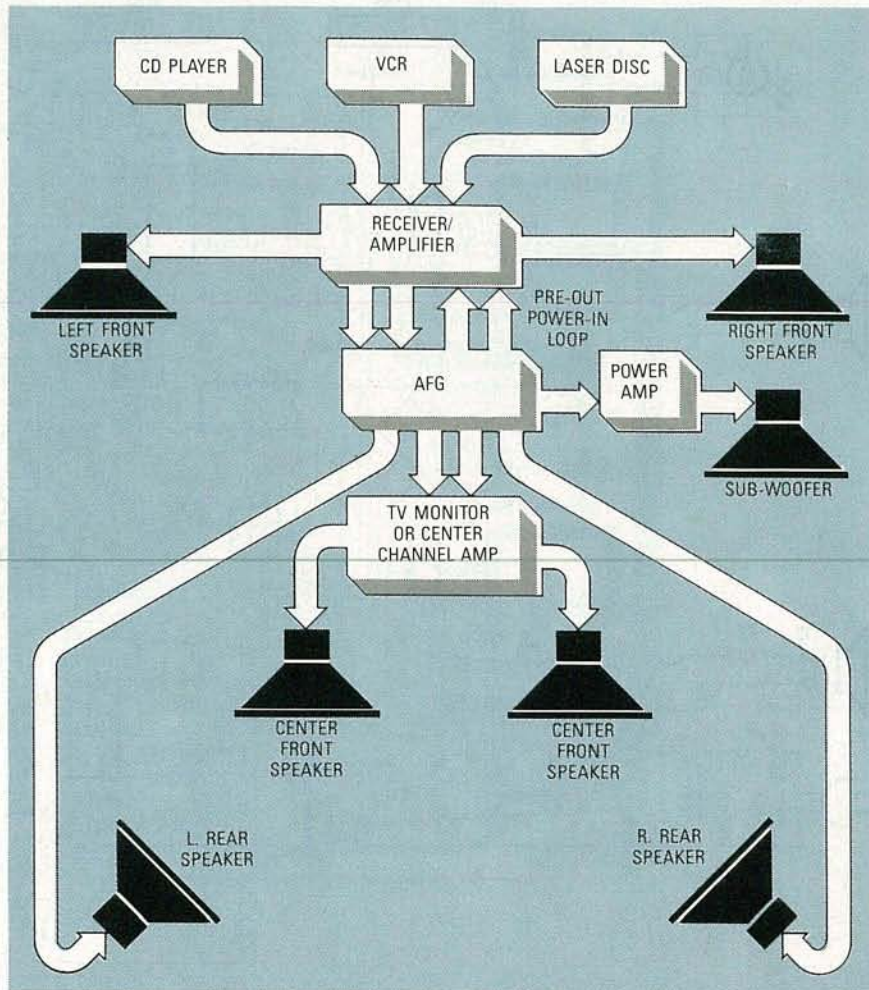 CD PLAYER
VCR
LASER DISC
RECEIVER/
AMPLIFIER
LEFT FRONT
SPEAKER
PRE-OUT
POWER-IN
LOOP
RIGHT FRONT
SPEAKER
AFG
POWER
AMP
SUB-WOOFER
TV MONITOR
OR CENTER
CHANNEL AMP
CENTER
FRONT
SPEAKER
CENTER
FRONT
SPEAKER
L. REAR
SPEAKER
R. REAR
SPEAKER